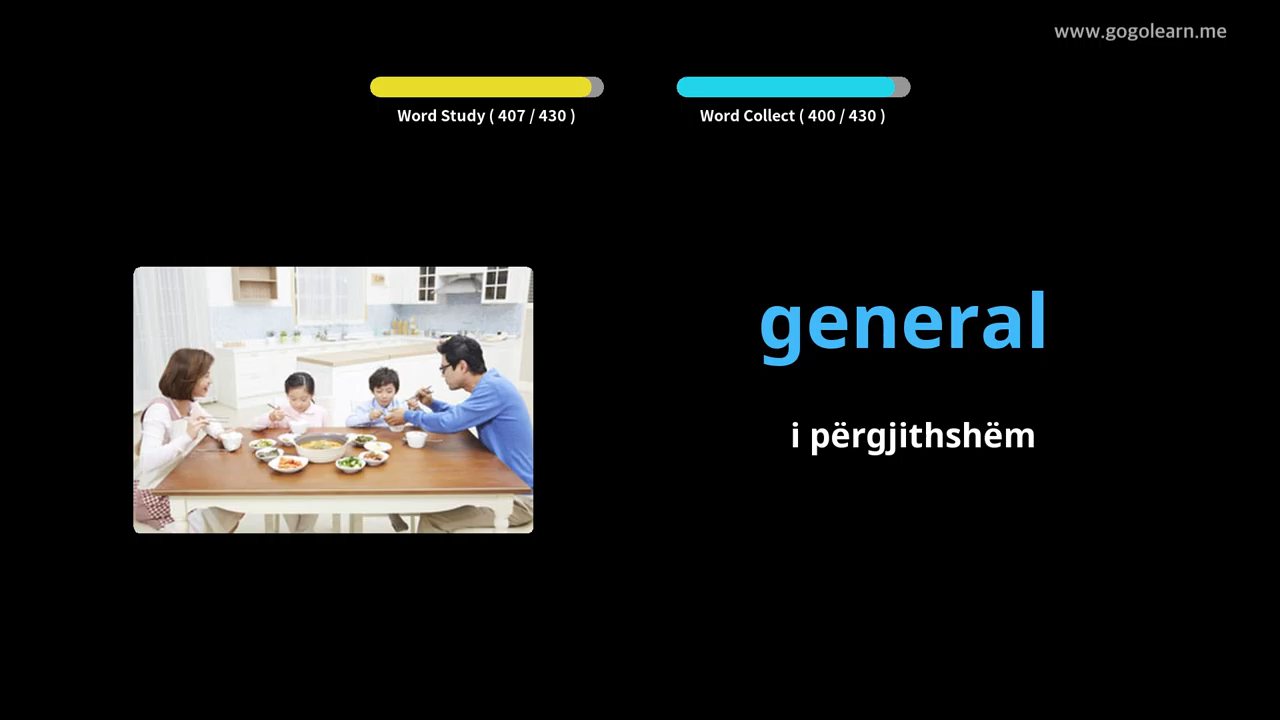 www.gogolearn.me
Word Study ( 407 / 430 )
Word Collect ( 400 / 430 )
general
i përgjithshëm